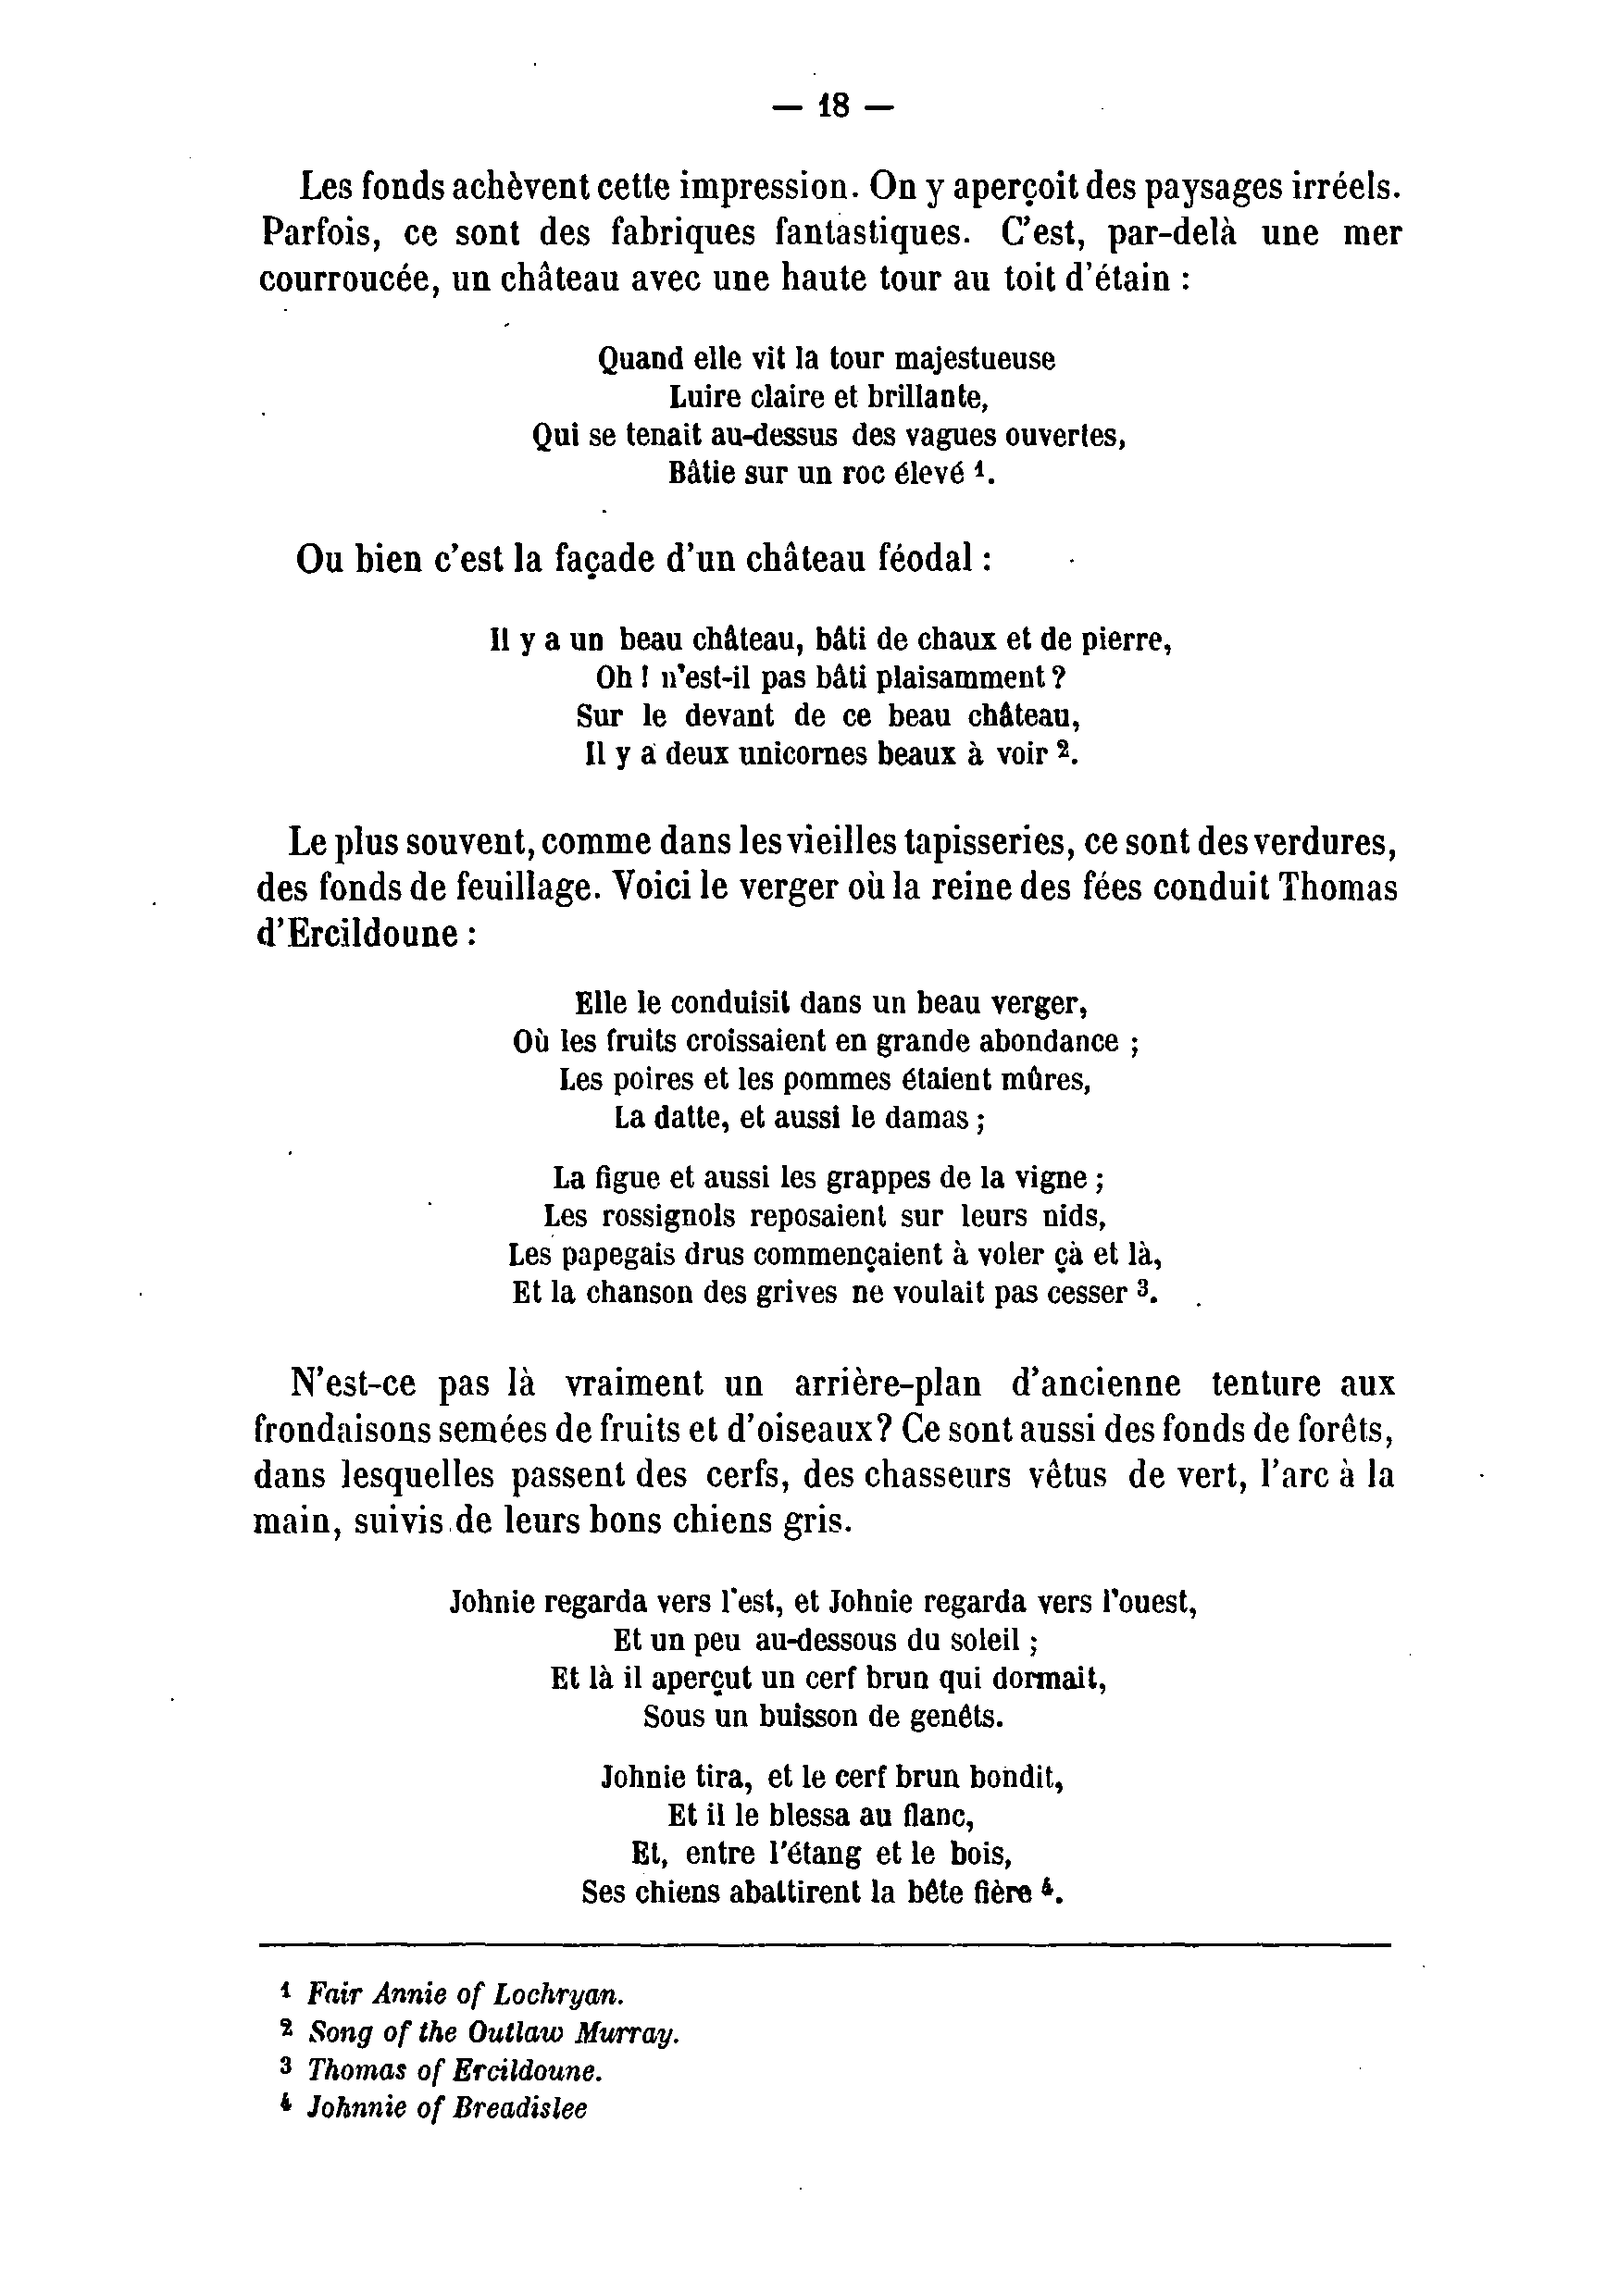 — 18 —
Les fonds achèvent cette impression. On y aperçoit des paysages irréels.
Parfois, ce sont des fabriques fantastiques. C'est, par-delà une mer
courroucée, un château avec une haute tour au toit d'étain :
Quand elle vit la tour majestueuse
Luire claire et brillante,
Qui se tenait au-dessus des vagues ouvertes,
Bâtie sur un roc élevé ¹.
Ou bien c'est la façade d'un château féodal :
Il y a un beau château, bâti de chaux et de pierre,
Oh ! n'est-il pas bâti plaisamment ?
Sur le devant de ce beau château,
Il y a deux unicornes beaux à voir ².
Le plus souvent, comme dans les vieilles tapisseries, ce sont des verdures,
des fonds de feuillage. Voici le verger où la reine des fées conduit Thomas
d'Ercildoune :
Elle le conduisit dans un beau verger,
Où les fruits croissaient en grande abondance ;
Les poires et les pommes étaient mûres,
La datte, et aussi le damas ;
La figue et aussi les grappes de la vigne ;
Les rossignols reposaient sur leurs nids,
Les papegais drus commençaient à voler çà et là,
Et la chanson des grives ne voulait pas cesser ³.
N'est-ce pas là vraiment un arrière-plan d'ancienne tenture aux
frondaisons semées de fruits et d'oiseaux? Ce sont aussi des fonds de forêts,
dans lesquelles passent des cerfs, des chasseurs vêtus de vert, l'arc à la
main, suivis de leurs bons chiens gris.
Johnie regarda vers l'est, et Johnie regarda vers l'ouest,
Et un peu au-dessous du soleil ;
Et là il aperçut un cerf brun qui dormait,
Sous un buisson de genêts.
Johnie tira, et le cerf brun bondit,
Et il le blessa au flanc,
Et, entre l'étang et le bois,
Ses chiens abattirent la bête fière ⁴.
¹ Fair Annie of Lochryan.
² Song of the Outlaw Murray.
³ Thomas of Ercildoune.
⁴ Johnnie of Breadislee